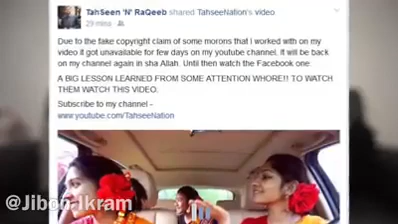 TahSeen 'N' RaQeeb shared TahseeNation's video
29 mins
Due to the fake copyright claim of some morons that I worked with on my
video it got unavailable for few days on my youtube channel. It will be back
on my channel again in sha Allah. Until then watch the Facebook one.
A BIG LESSON LEARNED FROM SOME ATTENTION WHORE!! TO WATCH
THEM WATCH THIS VIDEO.
Subscribe to my channel -
www.youtube.com/TahseeNation
@Jibon Ikram